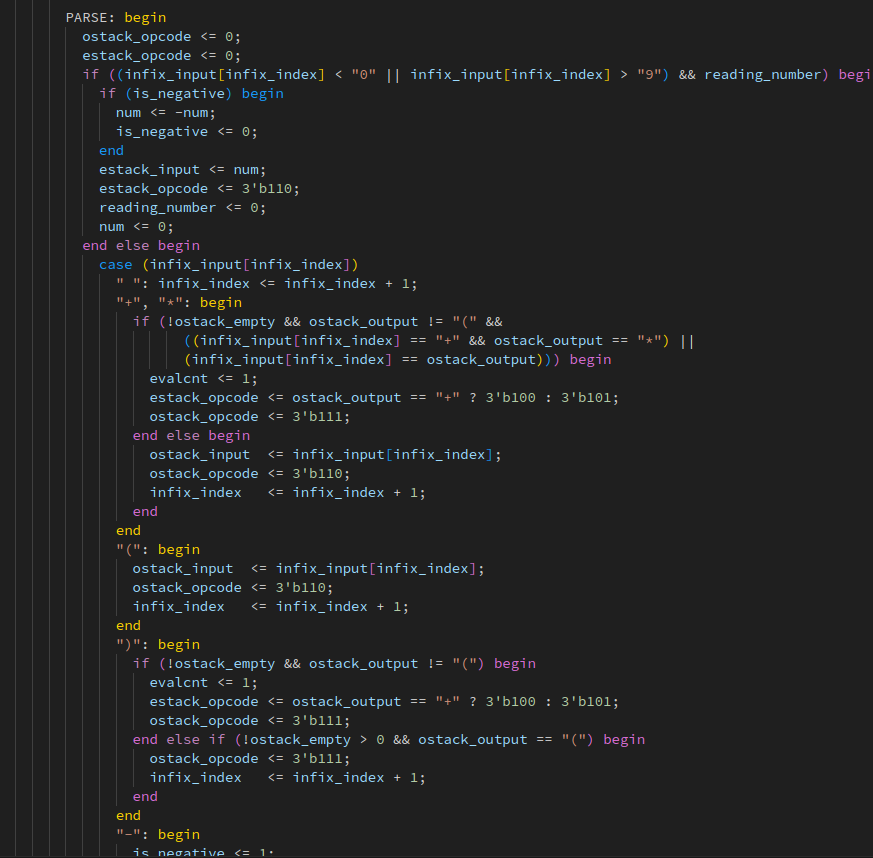 PARSE: begin
ostack_opcode <= 0;
estack_opcode <= 0;
if ((infix_input[infix_index] < "0" || infix_input[infix_index] > "9") && reading_number) begi
if (is_negative) begin
num <= -num;
is_negative <= 0;
end
estack_input <= num;
estack_opcode <= 3'b110;
reading_number <= 0;
num <= 0;
end else begin
case (infix_input[infix_index])
" ": infix_index <= infix_index + 1;
"+", "*": begin
if (!ostack_empty && ostack_output != "(" &&
((infix_input[infix_index] == "+" && ostack_output == "*") ||
(infix_input[infix_index] == ostack_output))) begin
evalcnt <= 1;
estack_opcode <= ostack_output == "+" ? 3'b100 : 3'b101;
ostack_opcode <= 3'b111;
end else begin
ostack_input  <= infix_input[infix_index];
ostack_opcode <= 3'b110;
infix_index   <= infix_index + 1;
end
end
"(": begin
ostack_input  <= infix_input[infix_index];
ostack_opcode <= 3'b110;
infix_index   <= infix_index + 1;
end
")": begin
if (!ostack_empty && ostack_output != "(") begin
evalcnt <= 1;
estack_opcode <= ostack_output == "+" ? 3'b100 : 3'b101;
ostack_opcode <= 3'b111;
end else if (!ostack_empty > 0 && ostack_output == "(") begin
ostack_opcode <= 3'b111;
infix_index   <= infix_index + 1;
end
end
"-": begin
is_negative <= 1;